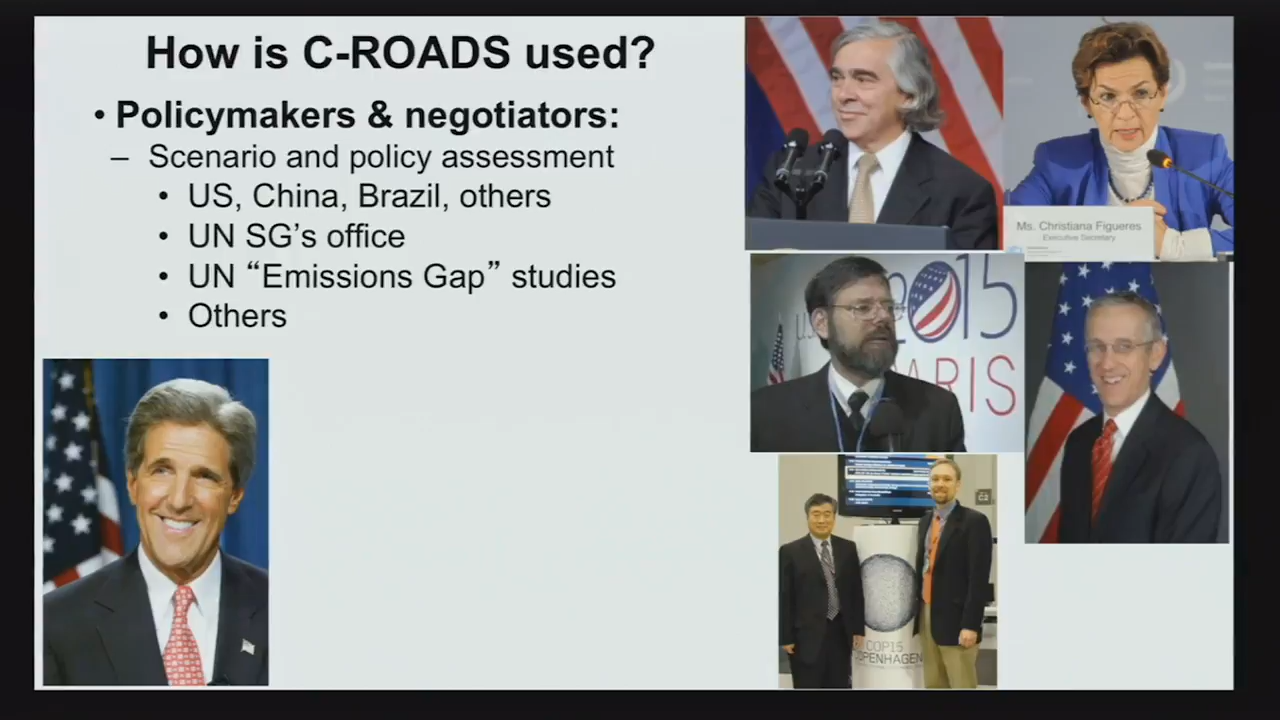 How is C-ROADS used?
• Policymakers & negotiators:
– Scenario and policy assessment
• US, China, Brazil, others
• UN SG’s office
• UN “Emissions Gap” studies
• Others
Ms. Christiana Figueres
Executive Secretary
2015
PARIS
C2
COP15
COPENHAGEN